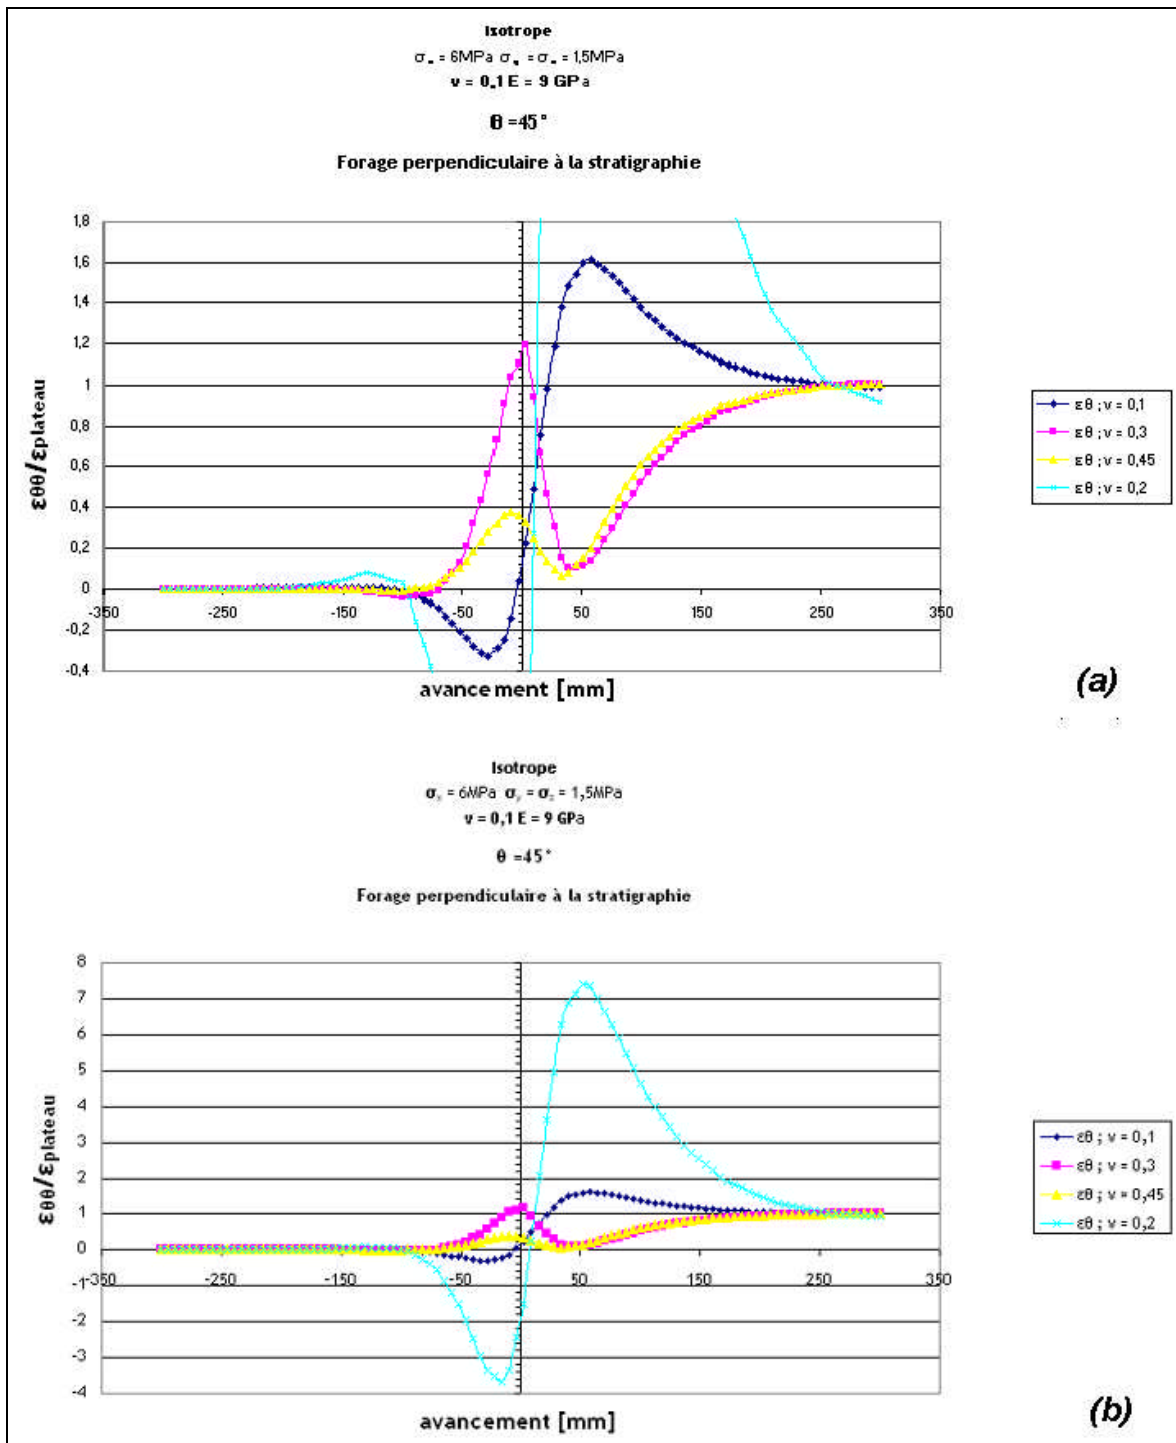 Isotrope
= 6MPa = 1,5MPa
ν = 0.1 E = 9 GPa
θ =45°
Forage perpendiculaire à la stratigraphie
1,8
1,6
1,4
1,2
1
0,8
0,6
0,4
0,2
0
-0,2
-0,4
-350
-250
-150
-50
50
150
250
350
εθθ/εplateau
avancement [mm]
εθ ; ν = 0,1
εθ ; ν = 0,3
εθ ; ν = 0,45
εθ ; ν = 0,2
(a)
Isotrope
σx = 6MPa σy = σz = 1,5MPa
ν = 0,1 E = 9 GPa
θ =45°
Forage perpendiculaire à la stratigraphie
8
7
6
5
4
3
2
1
0
-1
-2
-3
-4
-350
-250
-150
-50
50
150
250
350
εθθ/εplateau
avancement [mm]
εθ ; ν = 0,1
εθ ; ν = 0,3
εθ ; ν = 0,45
εθ ; ν = 0,2
(b)